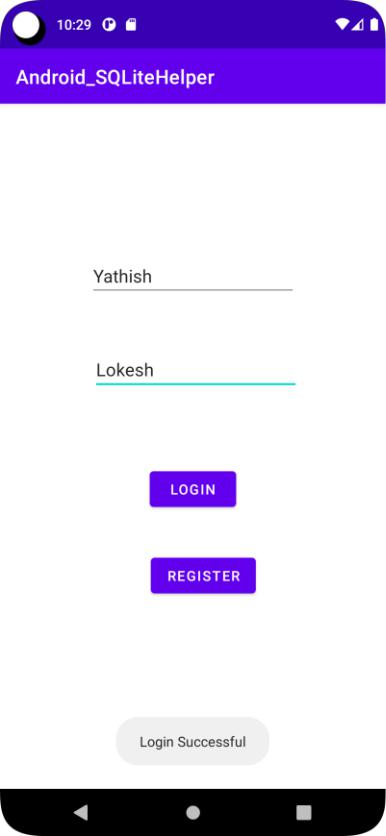 10:29
Android_SQLiteHelper
Yathish
Lokesh
LOGIN
REGISTER
Login Successful